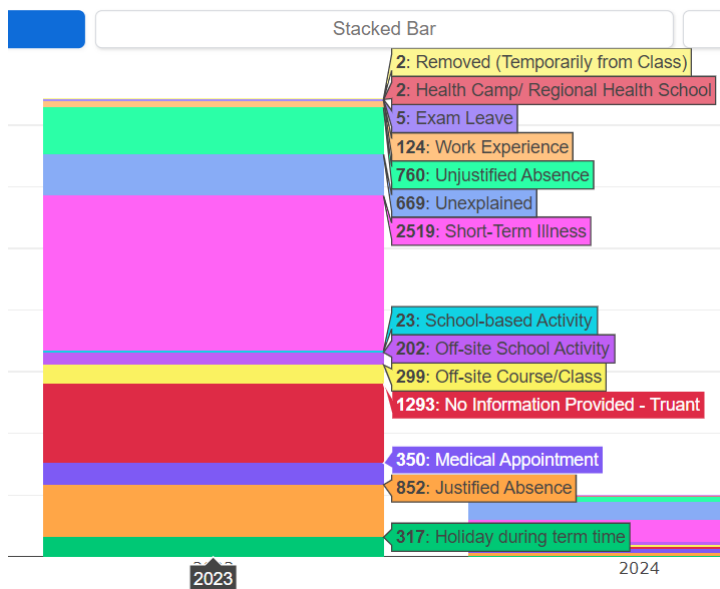 Stacked Bar
2: Removed (Temporarily from Class)
2: Health Camp/ Regional Health School
5: Exam Leave
124: Work Experience
760: Unjustified Absence
669: Unexplained
2519: Short-Term Illness
23: School-based Activity
202: Off-site School Activity
299: Off-site Course/Class
1293: No Information Provided - Truant
350: Medical Appointment
852: Justified Absence
317: Holiday during term time
2023
2024